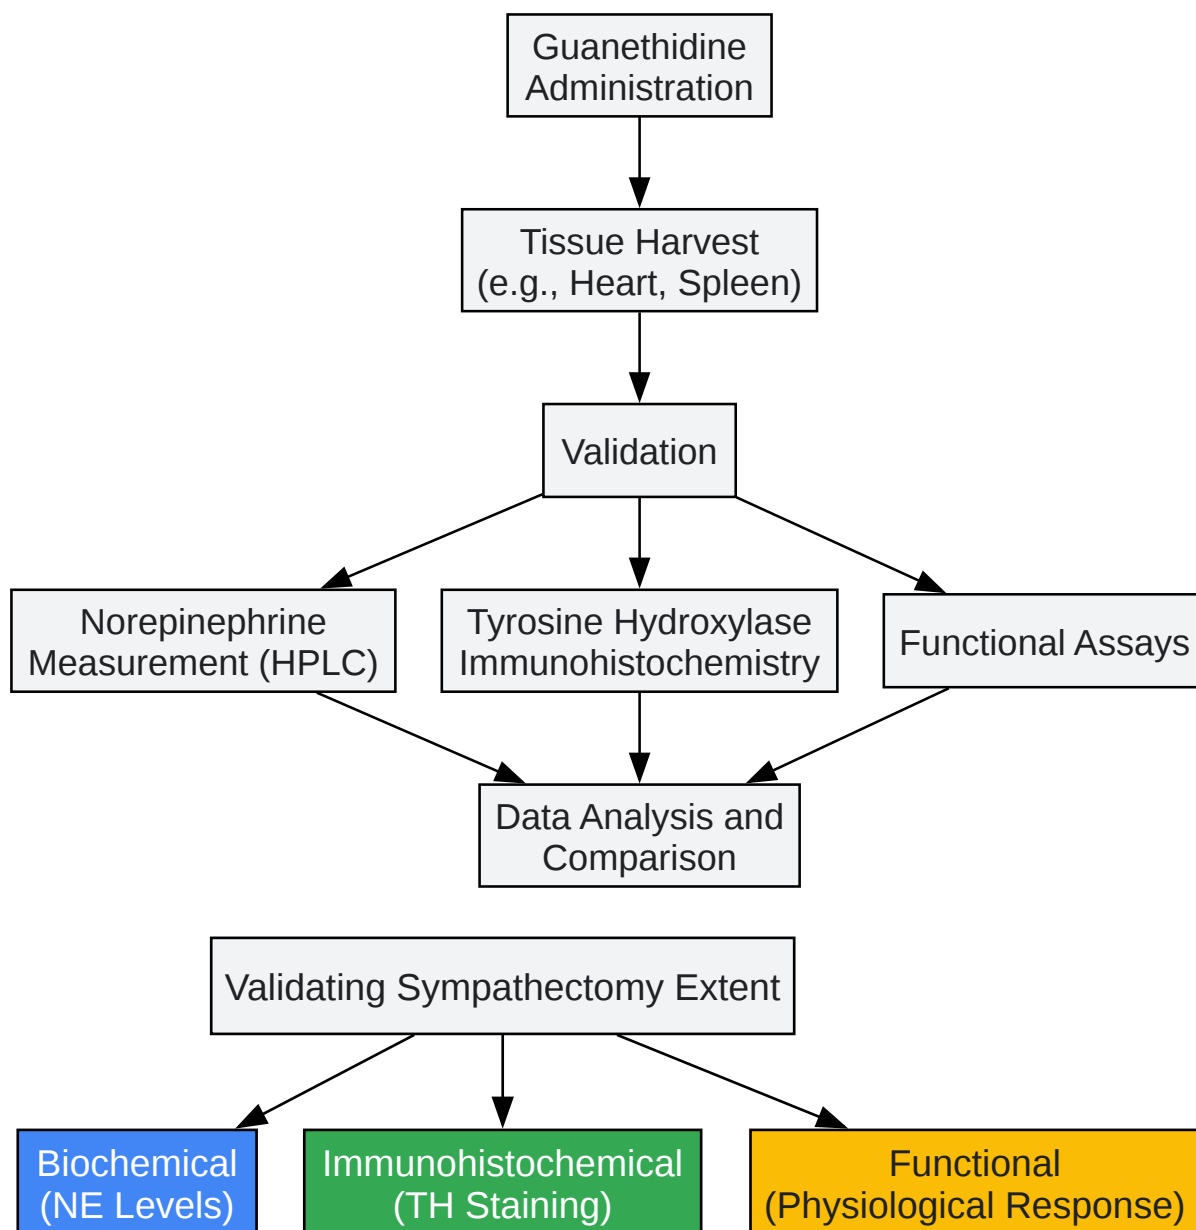 Guanethidine
Administration
Tissue Harvest
(e.g., Heart, Spleen)
Validation
Norepinephrine
Measurement (HPLC)
Tyrosine Hydroxylase
Immunohistochemistry
Functional Assays
Data Analysis and
Comparison
Validating Sympathectomy Extent
Biochemical
(NE Levels)
Immunohistochemical
(TH Staining)
Functional
(Physiological Response)